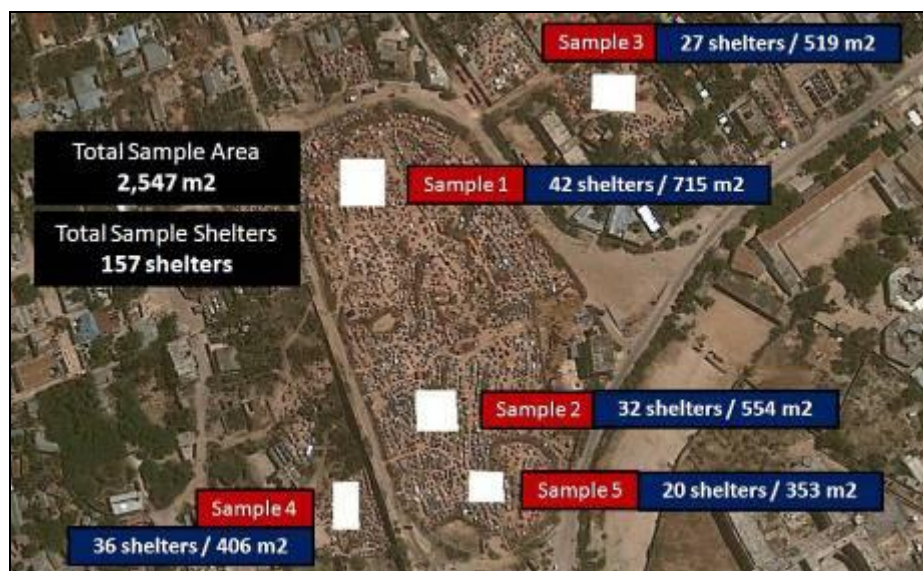 Sample 3 27 shelters / 519 m2
Total Sample Area
2,547 m2
Sample 1 42 shelters / 715 m2
Total Sample Shelters
157 shelters
Sample 2 32 shelters / 554 m2
Sample 5 20 shelters / 353 m2
Sample 4
36 shelters / 406 m2